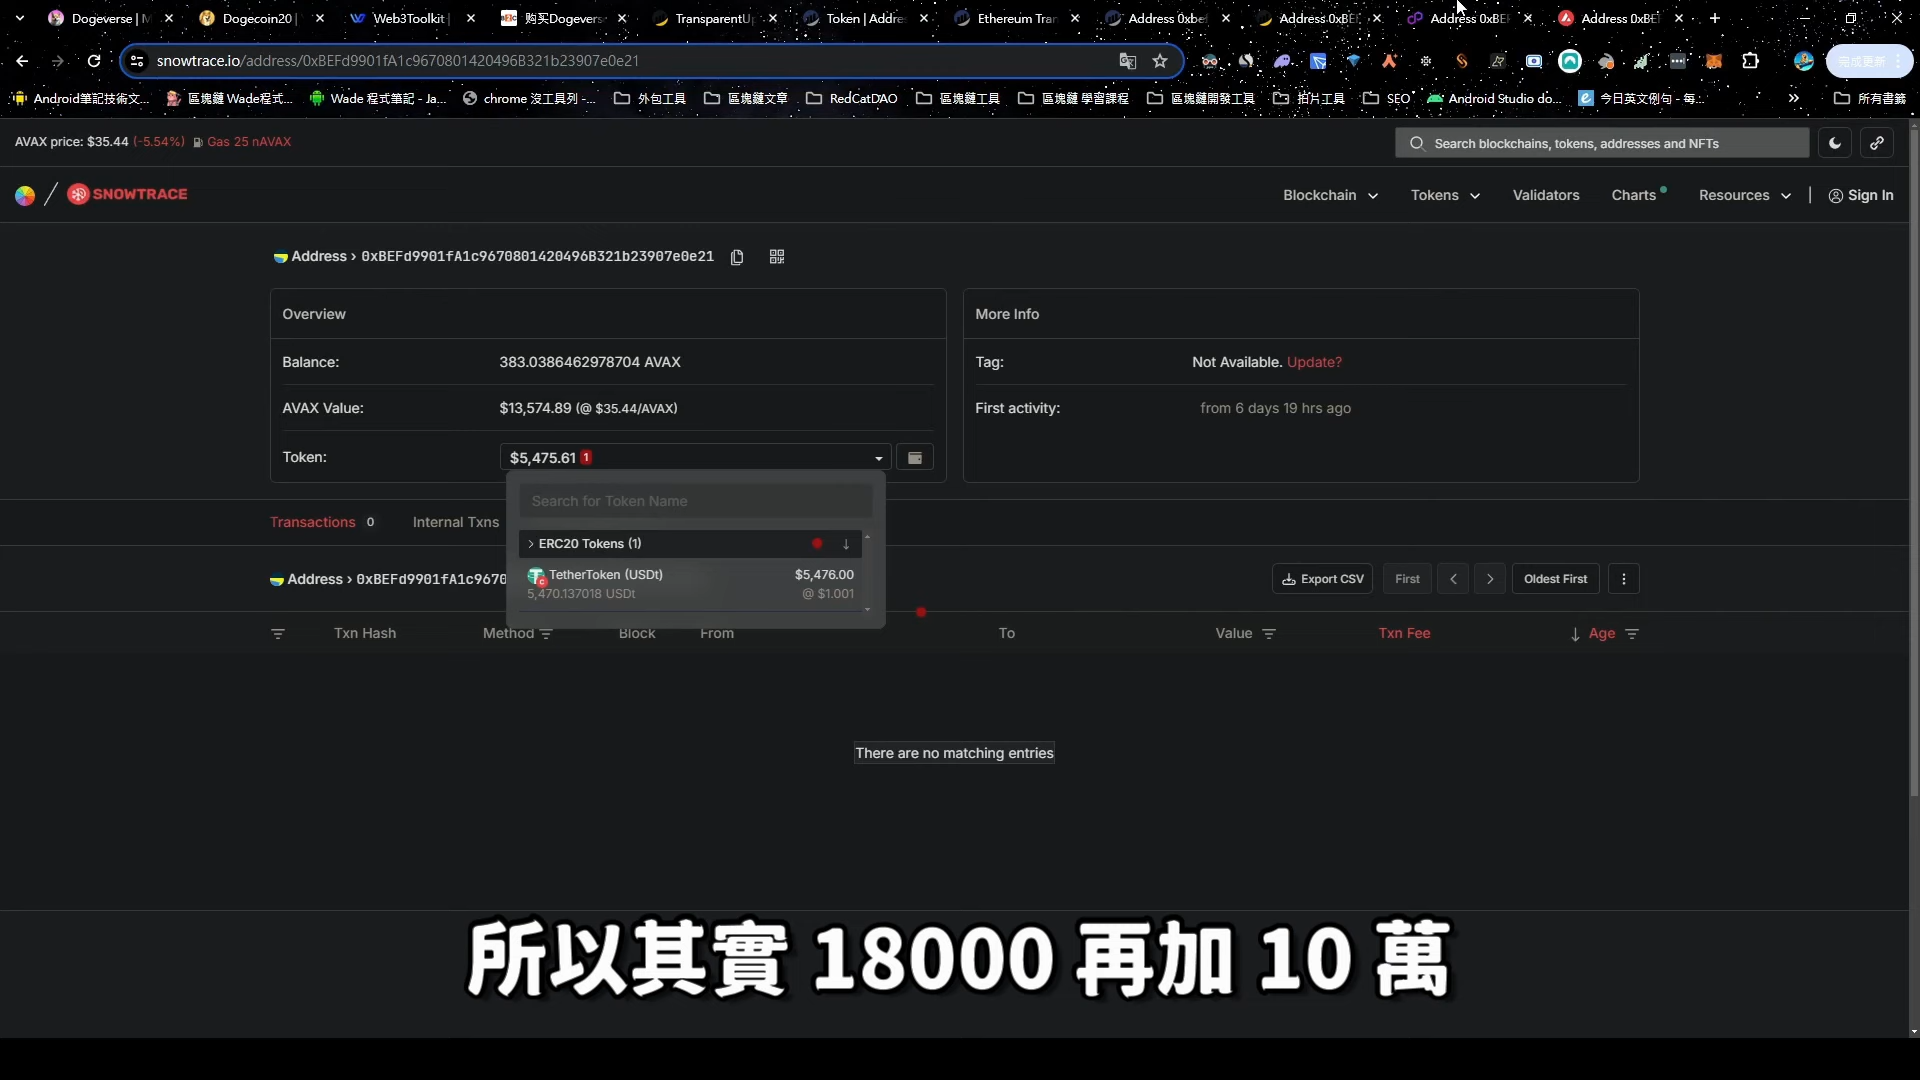 Dogeverse | M
Dogecoin20 |
Web3Toolkit |
购买Dogevers
TransparentU
Token | Addre
Ethereum Tra
Address 0xbe
Address 0xBE
Address 0xBE
Address 0xBE
snowtrace.io/address/0xBEFd9901fA1c9670801420496B321b23907e0e21
完成更新
Android筆記技術文...
區塊鏈 Wade程式...
Wade 程式筆記 - Ja...
chrome 沒工具列 -...
外包工具
區塊鏈文章
RedCatDAO
區塊鏈工具
區塊鏈 學習課程
區塊鏈開發工具
拍片工具
SEO
Android Studio do...
今日英文例句 - 每...
所有書籤
AVAX price: $35.44 (-5.54%) Gas 25 nAVAX
Search blockchains, tokens, addresses and NFTs
SNOWTRACE
Blockchain
Tokens
Validators
Charts
Resources
Sign In
Address › 0xBEFd9901fA1c9670801420496B321b23907e0e21
Overview
Balance: 383.0386462978704 AVAX
AVAX Value: $13,574.89 (@ $35.44/AVAX)
Token: $5,475.61 1
More Info
Tag: Not Available. Update?
First activity: from 6 days 19 hrs ago
Search for Token Name
ERC20 Tokens (1)
TetherToken (USDt) $5,476.00
5,470.137018 USDt @ $1.001
Transactions 0
Internal Txns
Address › 0xBEFd9901fA1c9670
Export CSV
First
Oldest First
Txn Hash
Method
Block
From
To
Value
Txn Fee
Age
There are no matching entries
所以其實 18000 再加 10 萬